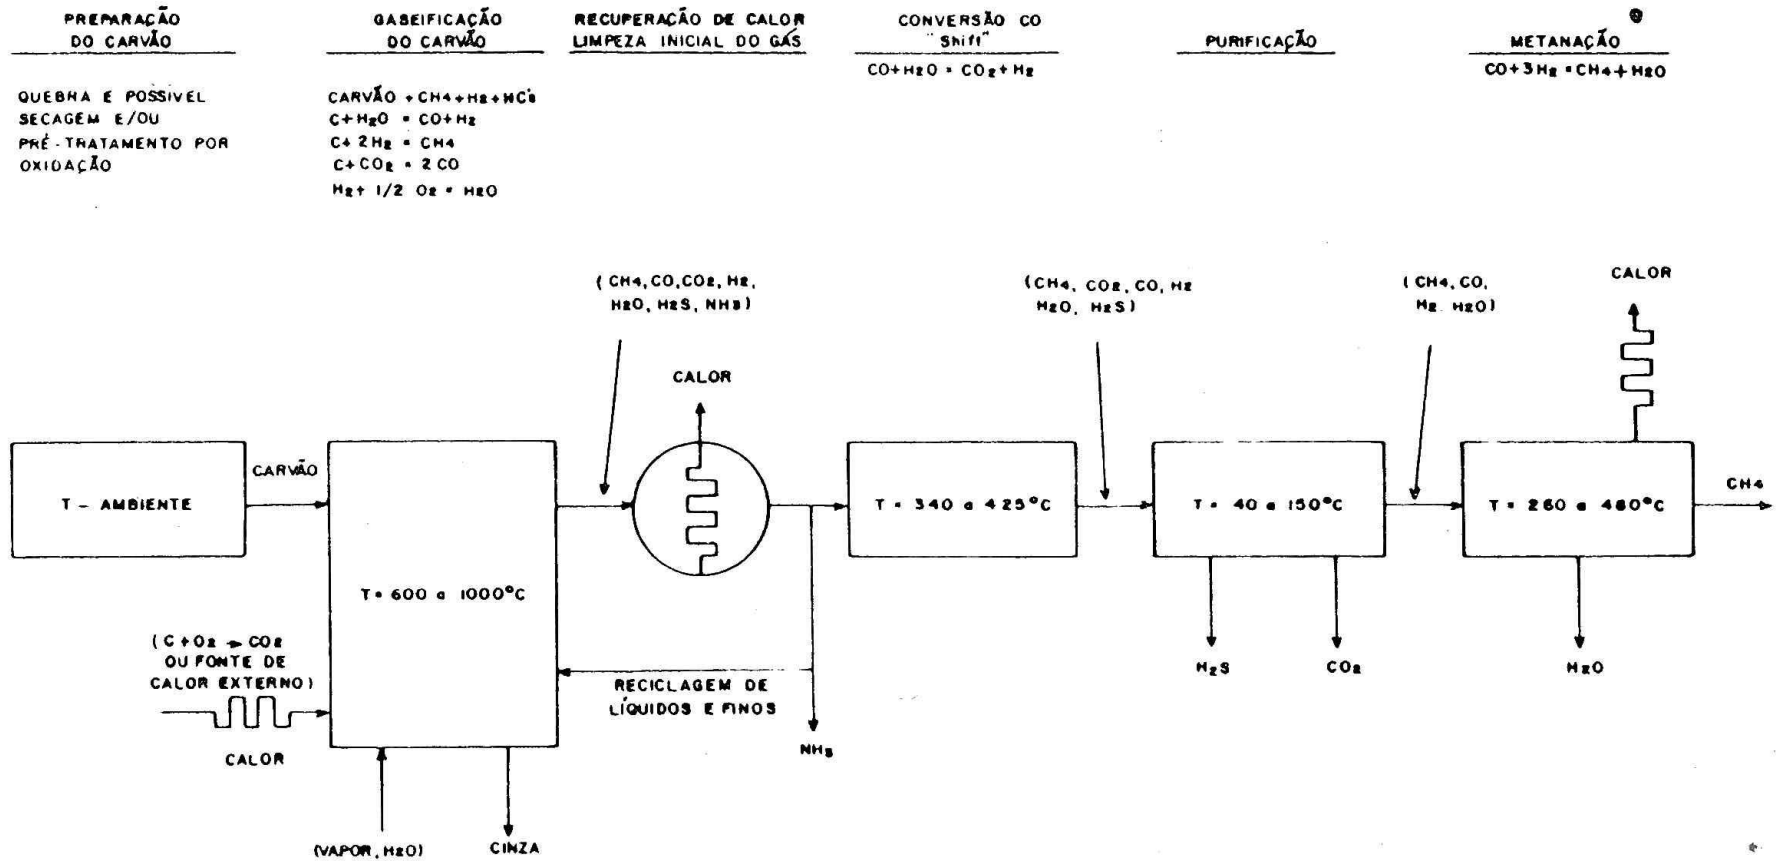 PREPARAÇÃO
DO CARVÃO
QUEBRA E POSSÍVEL
SECAGEM E/OU
PRÉ-TRATAMENTO POR
OXIDAÇÃO
GASEIFICAÇÃO
DO CARVÃO
CARVÃO + CH4+H2+HC's
C+H2O = CO+H2
C+2H2 = CH4
C+CO2 = 2CO
H2+ 1/2 O2 = H2O
RECUPERAÇÃO DE CALOR
LIMPEZA INICIAL DO GÁS
CONVERSÃO CO
"Shift"
CO+H2O = CO2+H2
PURIFICAÇÃO
METANAÇÃO
CO+3H2 = CH4+H2O
(CH4,CO,CO2,H2,
H2O,H2S,NH3)
(CH4, CO2, CO, H2
H2O, H2S)
(CH4,CO,
H2, H2O)
CALOR
CALOR
T - AMBIENTE
CARVÃO
T= 600 a 1000°C
T= 340 a 425°C
T= 40 a 150°C
T= 260 a 480°C
CH4
(C+O2 → CO2
OU FONTE DE
CALOR EXTERNO)
CALOR
RECICLAGEM DE
LÍQUIDOS E FINOS
NH3
H2S
CO2
H2O
(VAPOR, H2O)
CINZA